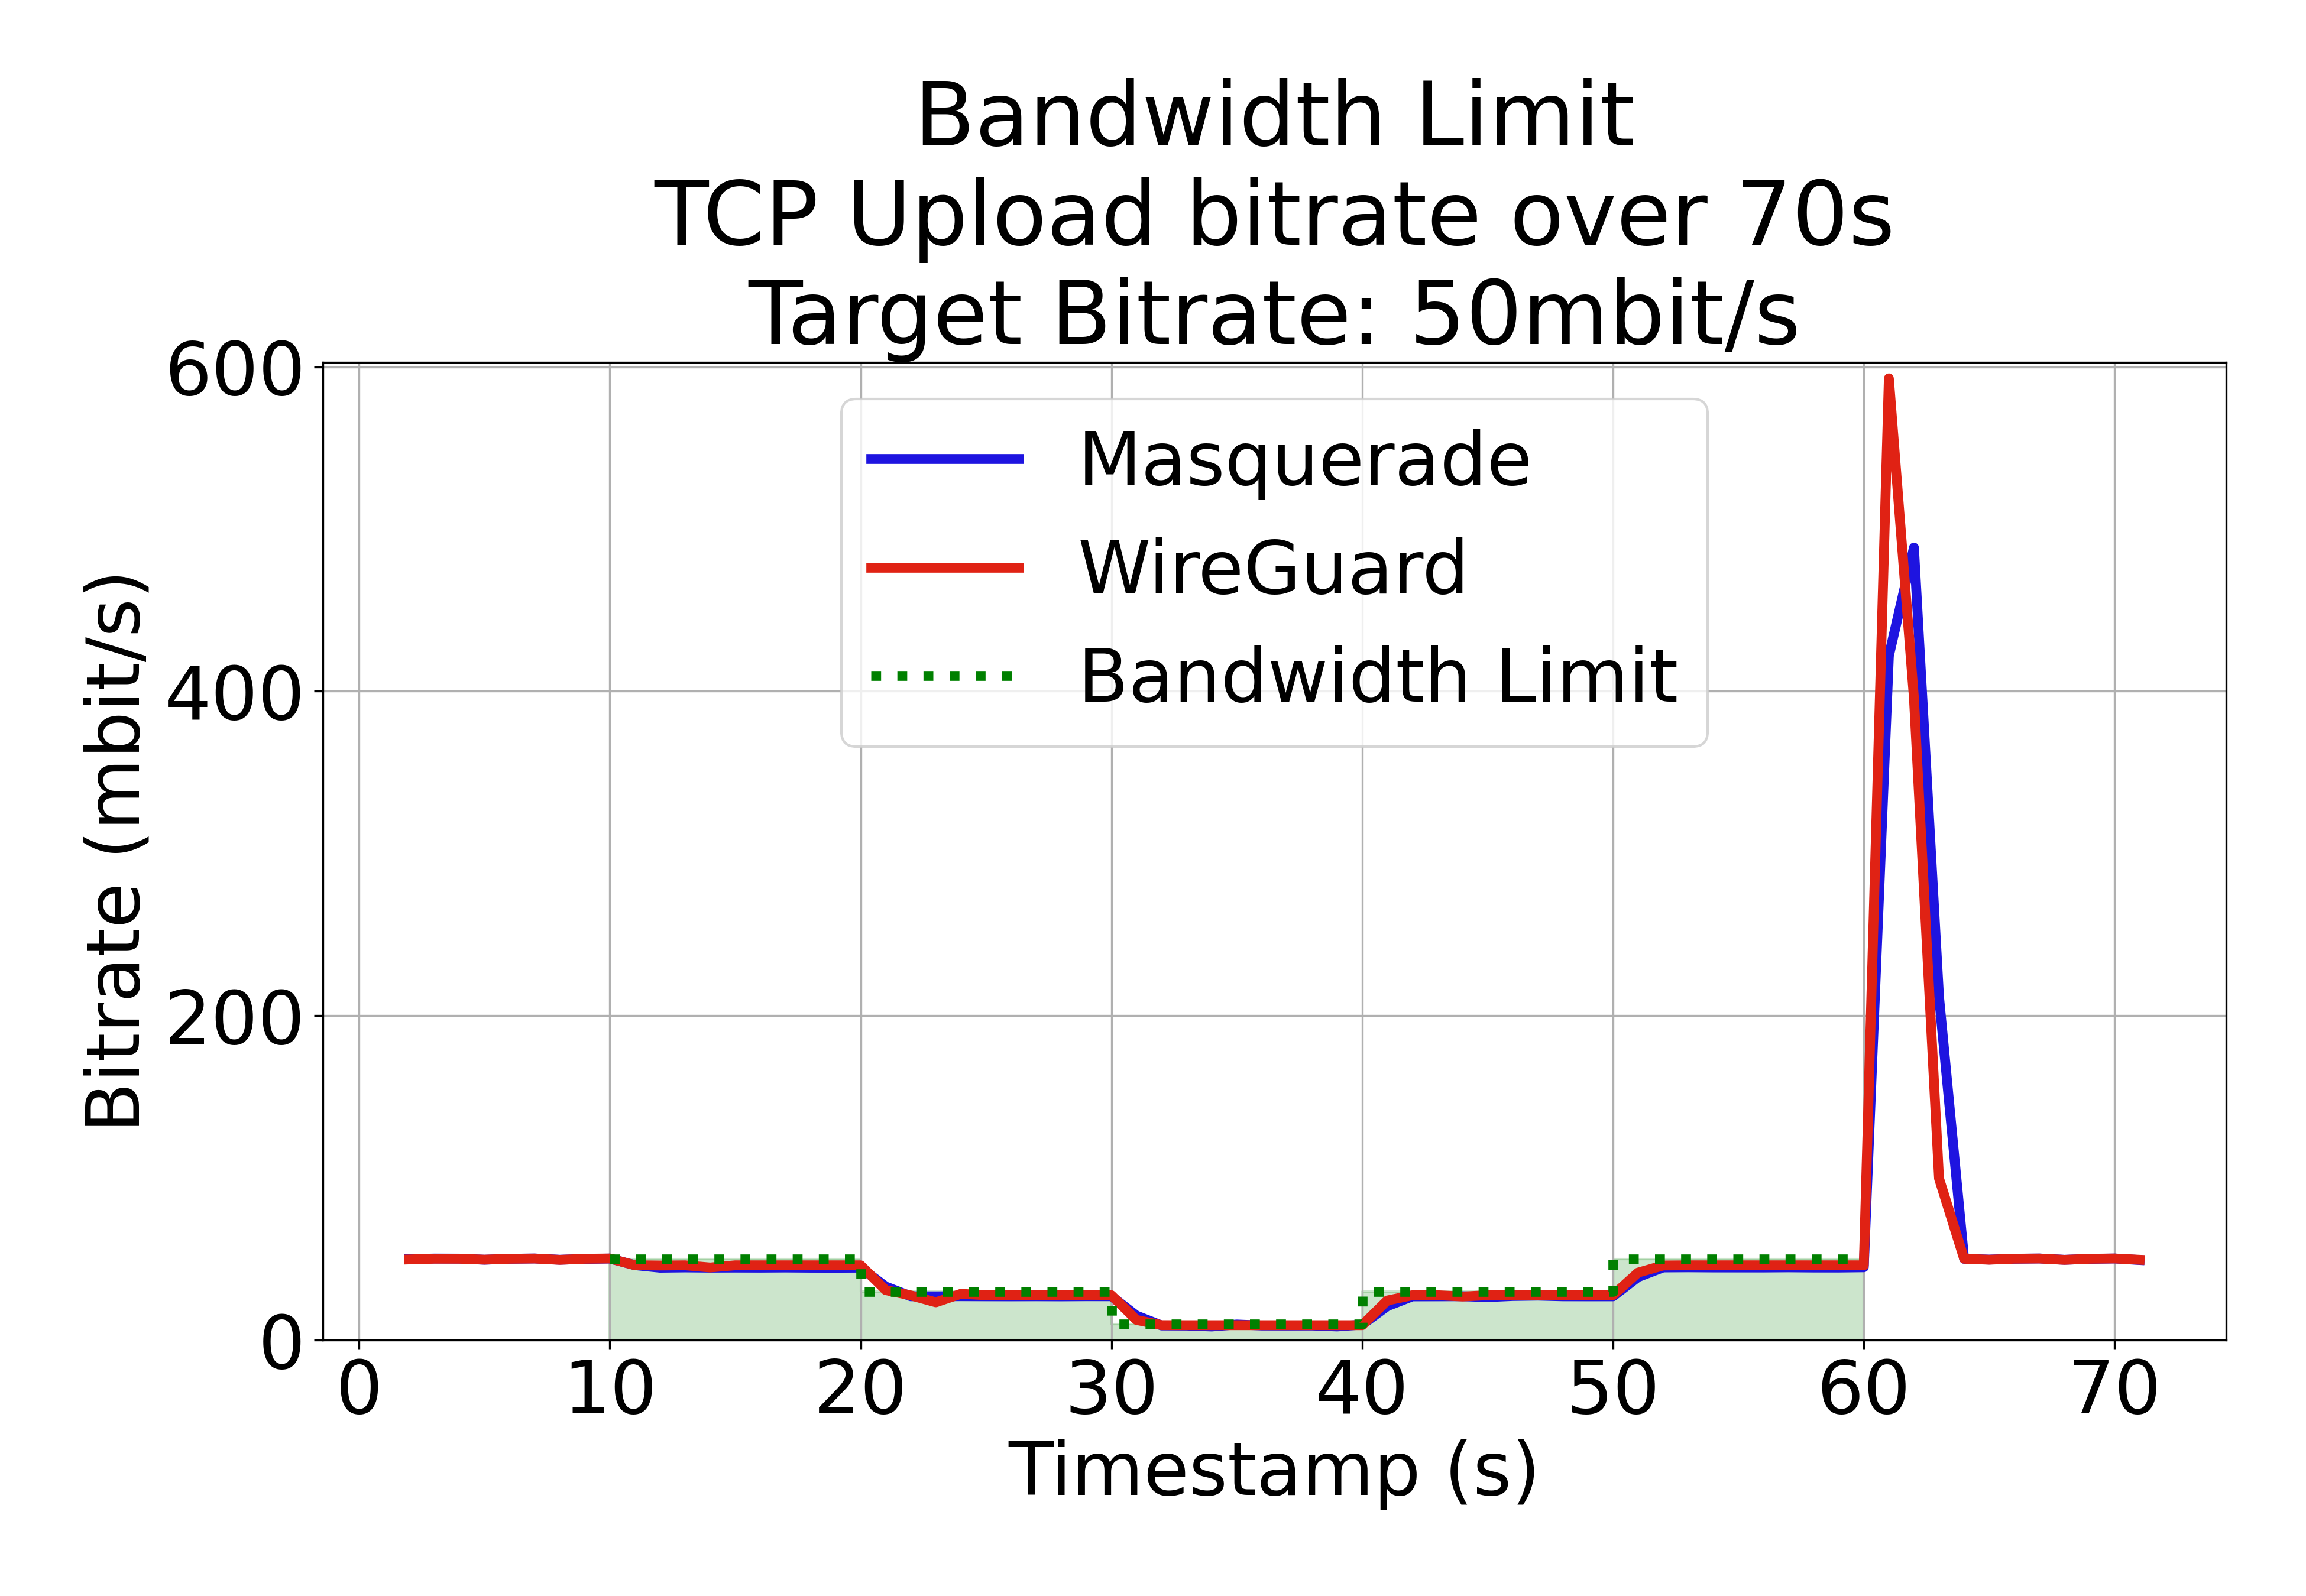 Bandwidth Limit
TCP Upload bitrate over 70s
Target Bitrate: 50mbit/s
600
400
200
0
Bitrate (mbit/s)
Masquerade
WireGuard
Bandwidth Limit
0 10 20 30 40 50 60 70
Timestamp (s)